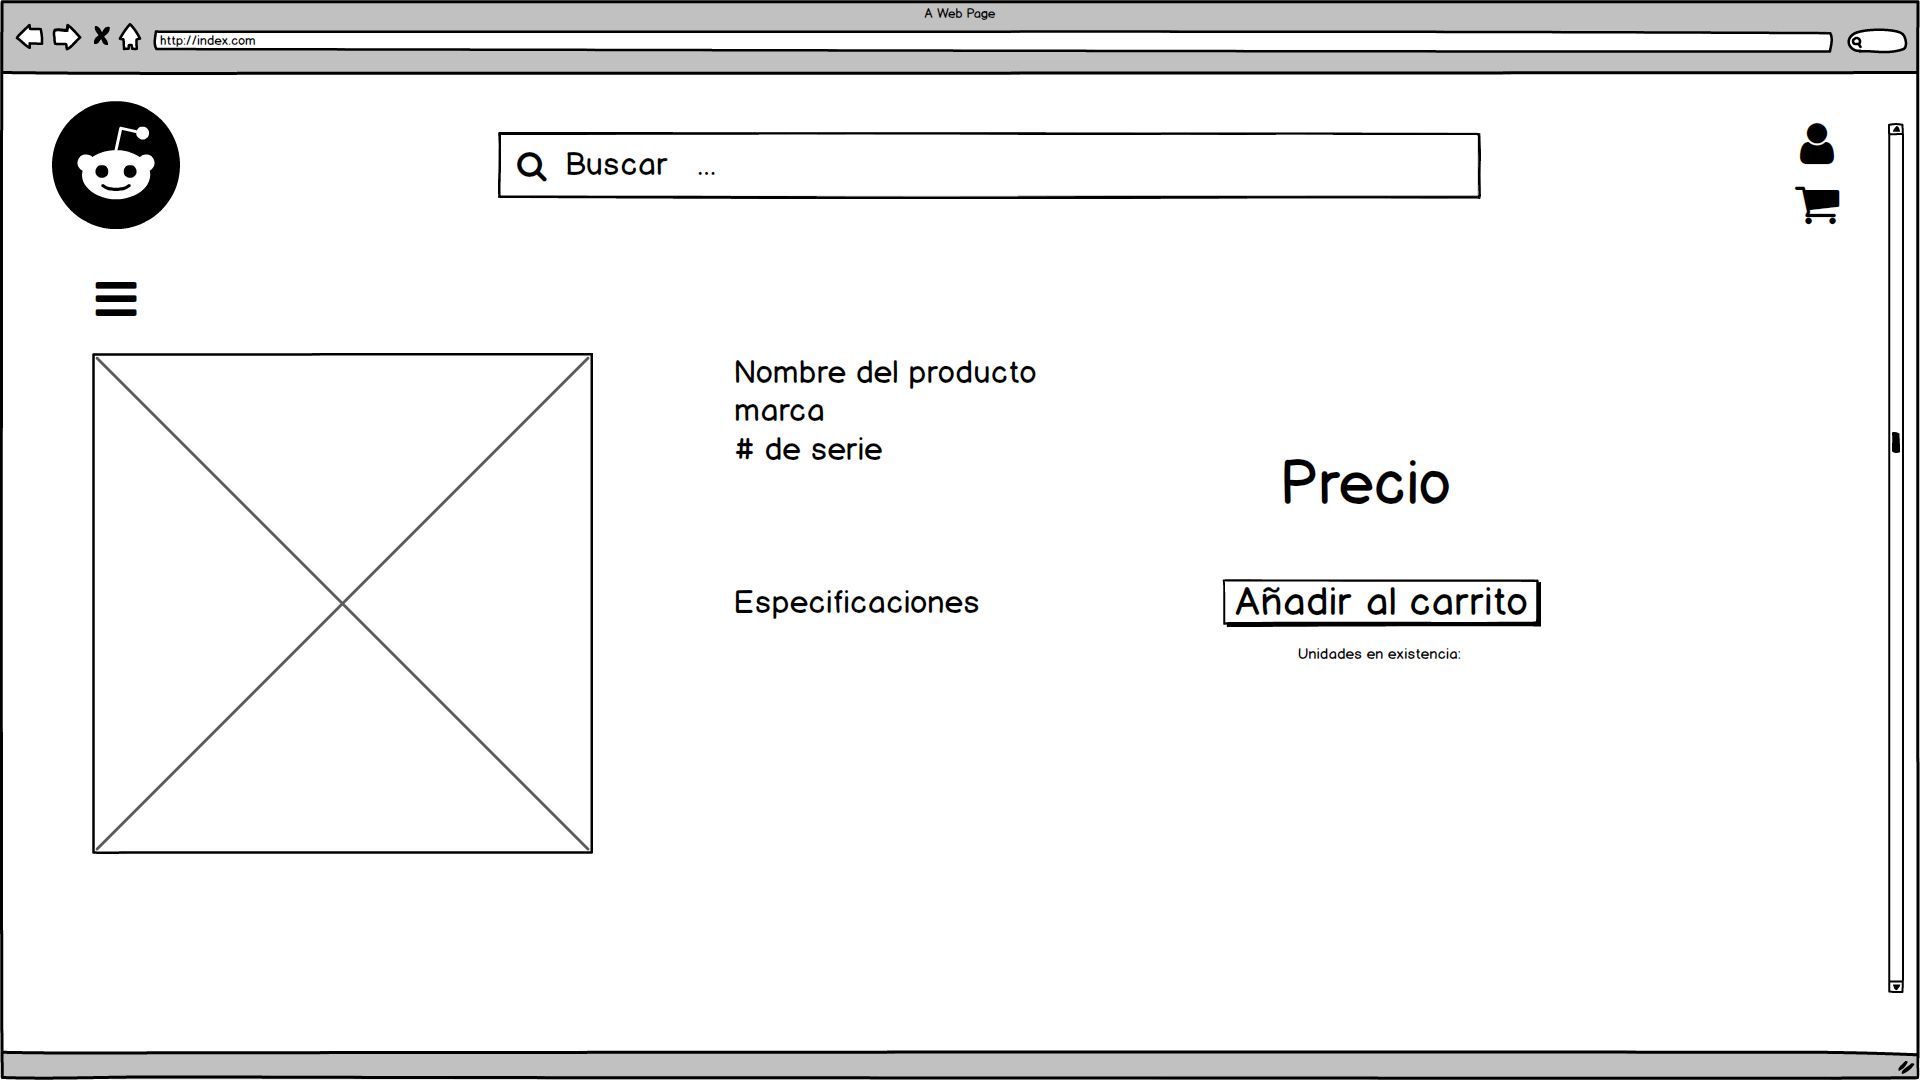 A Web Page
http://index.com
Buscar ...
Nombre del producto
marca
# de serie
Precio
Especificaciones
Añadir al carrito
Unidades en existencia: